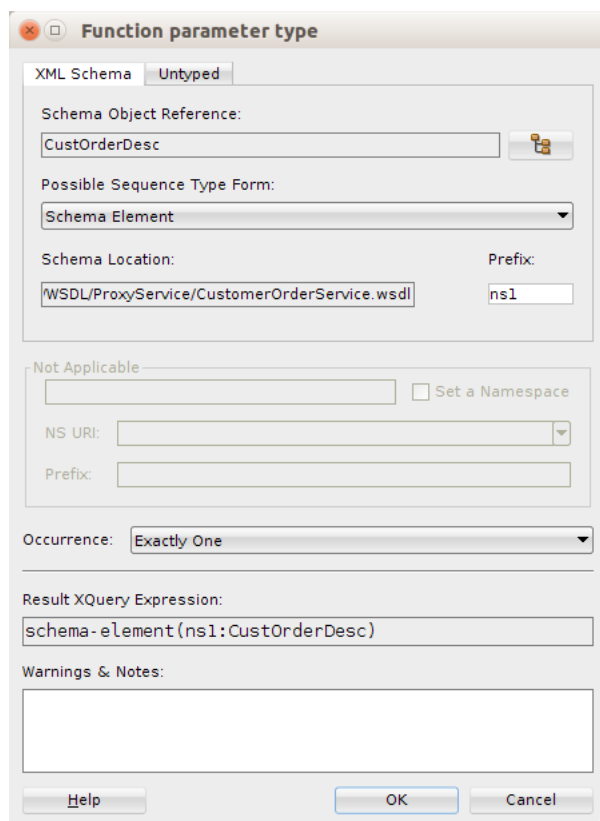 Function parameter type
XML Schema Untyped
Schema Object Reference:
CustOrderDesc
Possible Sequence Type Form:
Schema Element
Schema Location: Prefix:
/WSDL/ProxyService/CustomerOrderService.wsdl ns1
Not Applicable
Set a Namespace
NS URI:
Prefix:
Occurrence: Exactly One
Result XQuery Expression:
schema-element(ns1:CustOrderDesc)
Warnings & Notes:
Help OK Cancel